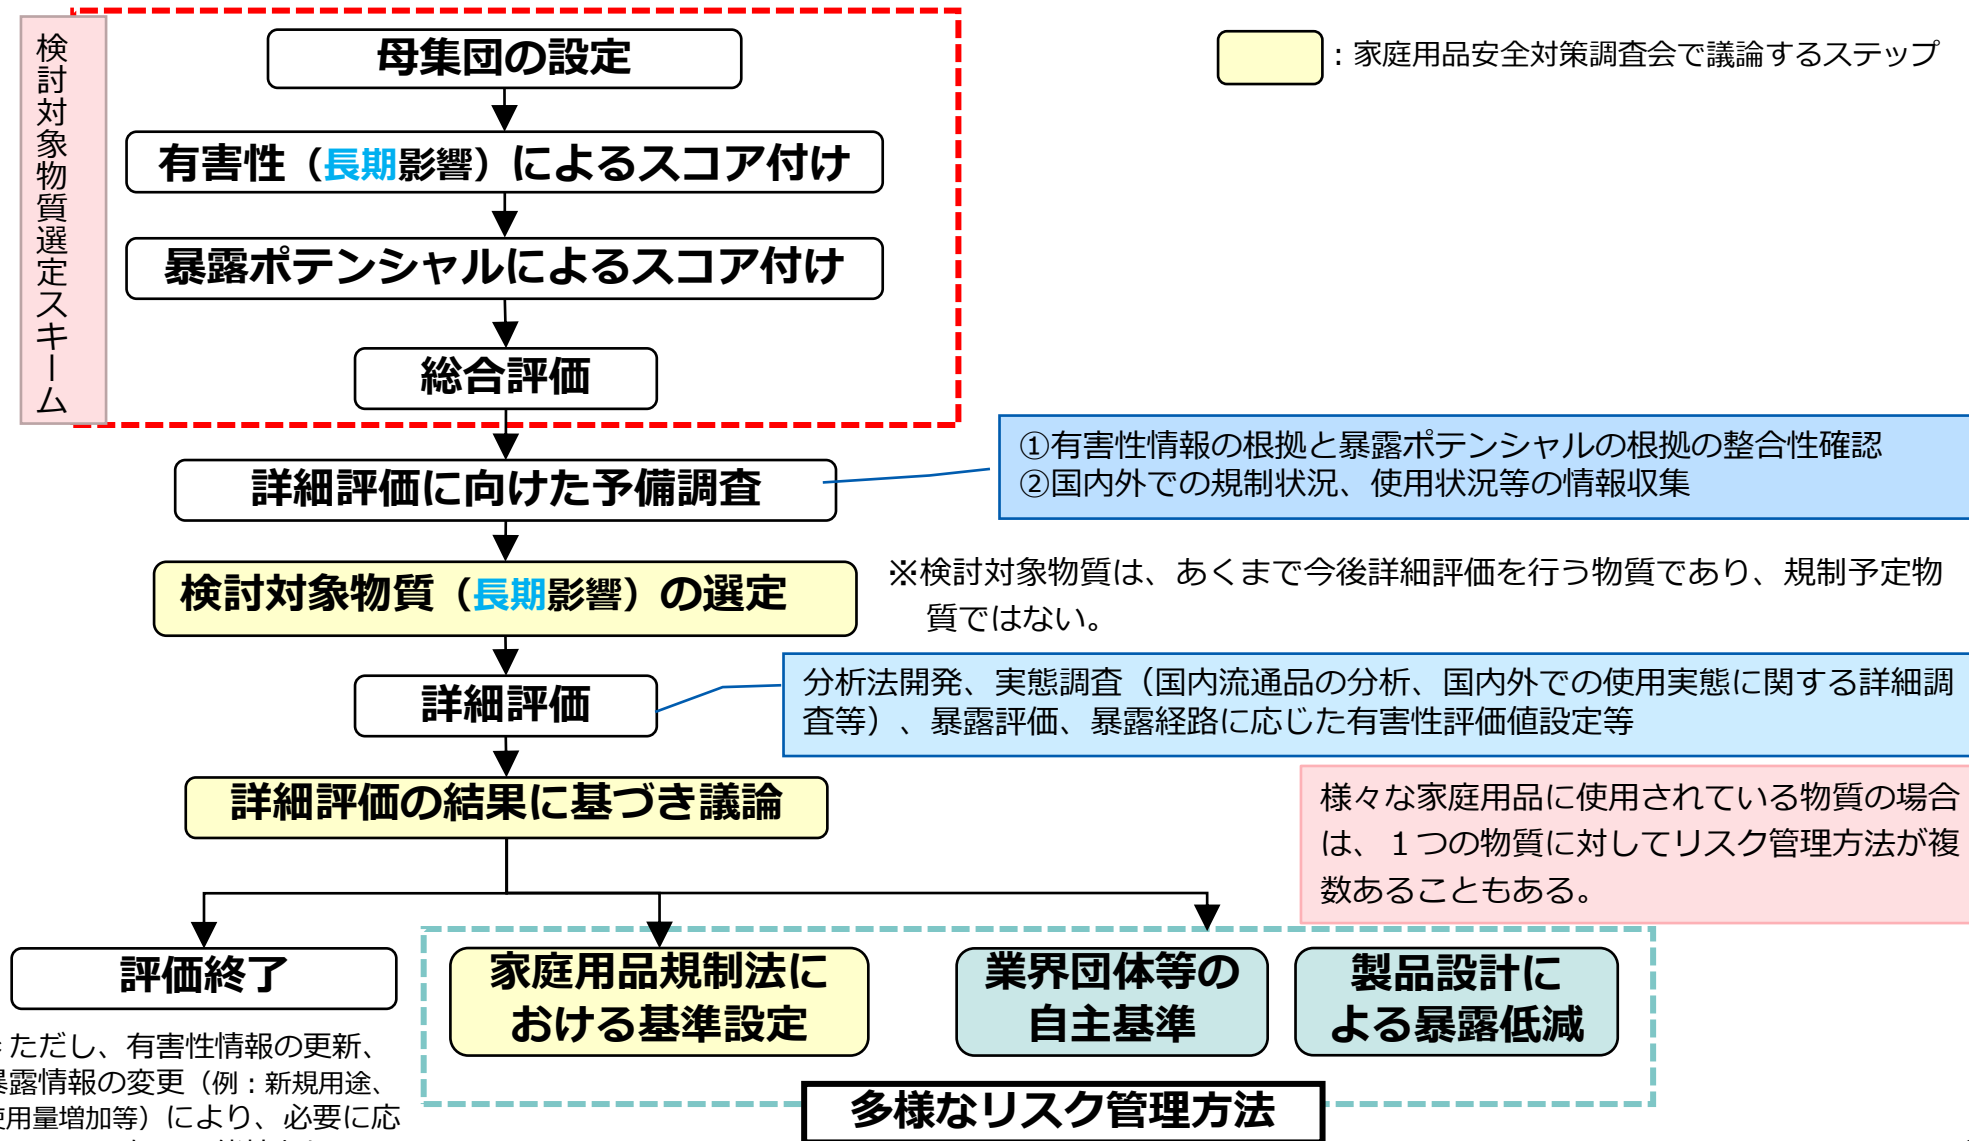 検討対象物質選定スキーム
母集団の設定
：家庭用品安全対策調査会で議論するステップ
有害性（長期影響）によるスコア付け
暴露ポテンシャルによるスコア付け
総合評価
詳細評価に向けた予備調査
①有害性情報の根拠と暴露ポテンシャルの根拠の整合性確認
②国内外での規制状況、使用状況等の情報収集
検討対象物質（長期影響）の選定
※検討対象物質は、あくまで今後詳細評価を行う物質であり、規制予定物
質ではない。
詳細評価
分析法開発、実態調査（国内流通品の分析、国内外での使用実態に関する詳細調
査等）、暴露評価、暴露経路に応じた有害性評価値設定等
詳細評価の結果に基づき議論
様々な家庭用品に使用されている物質の場合
は、１つの物質に対してリスク管理方法が複
数あることもある。
評価終了
家庭用品規制法に
おける基準設定
業界団体等の
自主基準
製品設計に
よる暴露低減
ただし、有害性情報の更新、
暴露情報の変更（例：新規用途、
使用量増加等）により、必要に応
多様なリスク管理方法